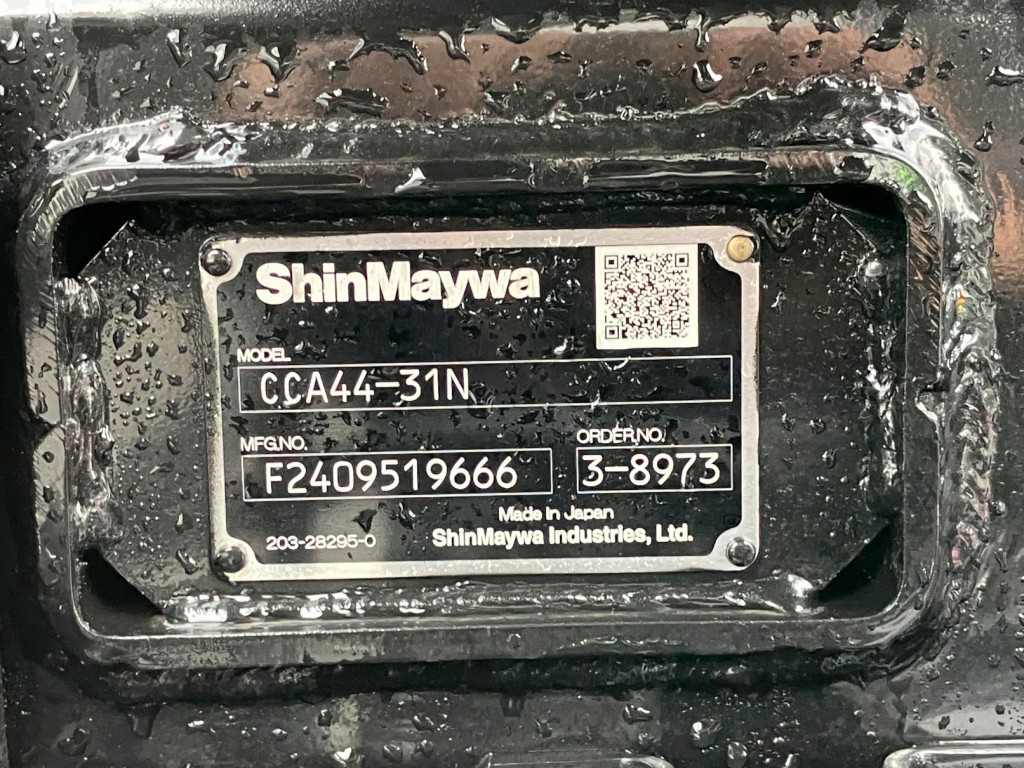 ShinMaywa
MODEL
CCA44-31N
MFG.NO. ORDER.NO.
F2409519666 3-8973
Made In Japan
203-28295-0 ShinMaywa Industries, Ltd.